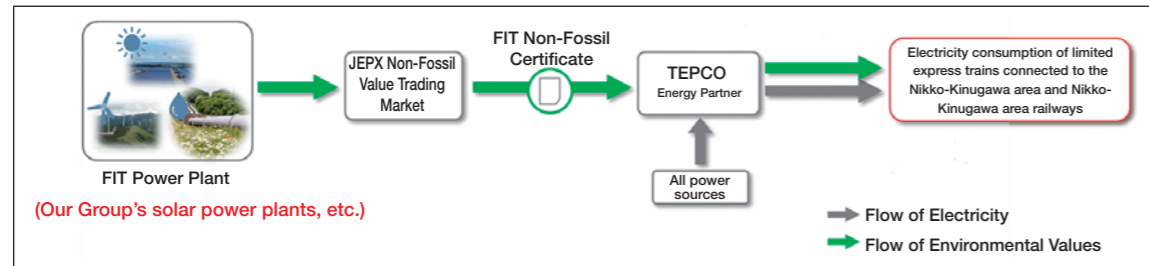 FIT Power Plant
(Our Group's solar power plants, etc.)
JEPX Non-Fossil
Value Trading
Market
FIT Non-Fossil
Certificate
TEPCO
Energy Partner
All power
sources
Electricity consumption of limited
express trains connected to the
Nikko-Kinugawa area and Nikko-
Kinugawa area railways
Flow of Electricity
Flow of Environmental Values